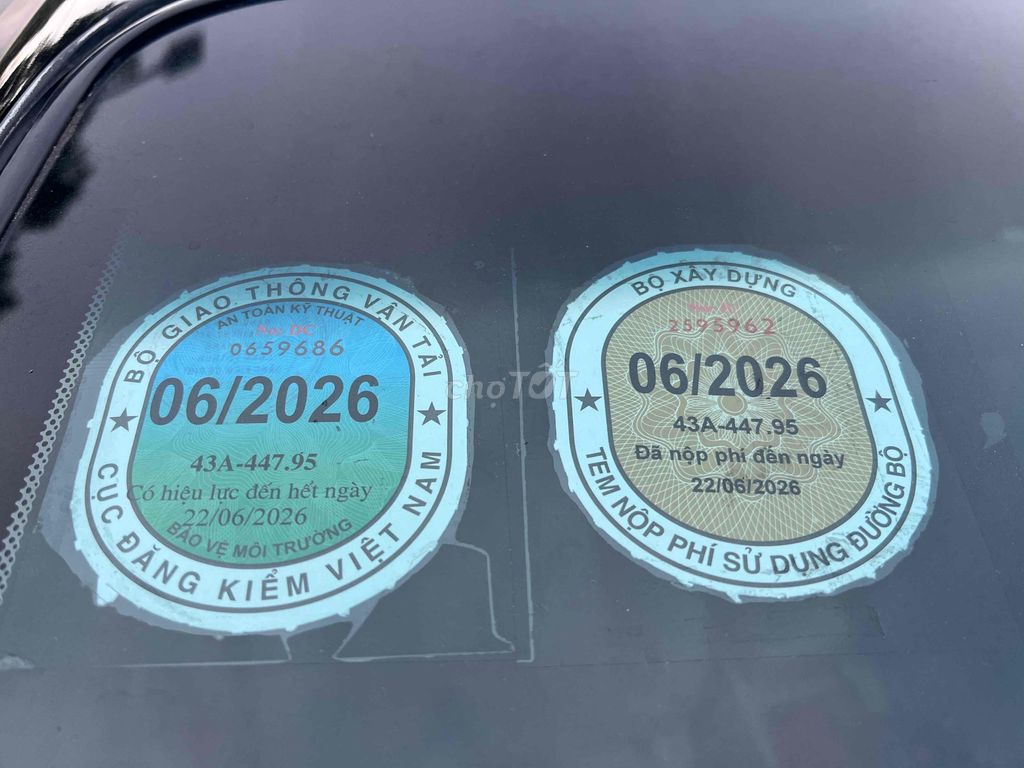 BỘ GIAO THÔNG VẬN TẢI
AN TOÀN KỸ THUẬT
0659686
06/2026
43A-447.95
Có hiệu lực đến hết ngày
22/06/2026
BẢO VỆ MÔI TRƯỜNG
CỤC ĐĂNG KIỂM VIỆT NAM
BỘ XÂY DỰNG
2595962
06/2026
43A-447.95
Đã nộp phí đến ngày
22/06/2026
TEM NỘP PHÍ SỬ DỤNG ĐƯỜNG BỘ
chợTỐT